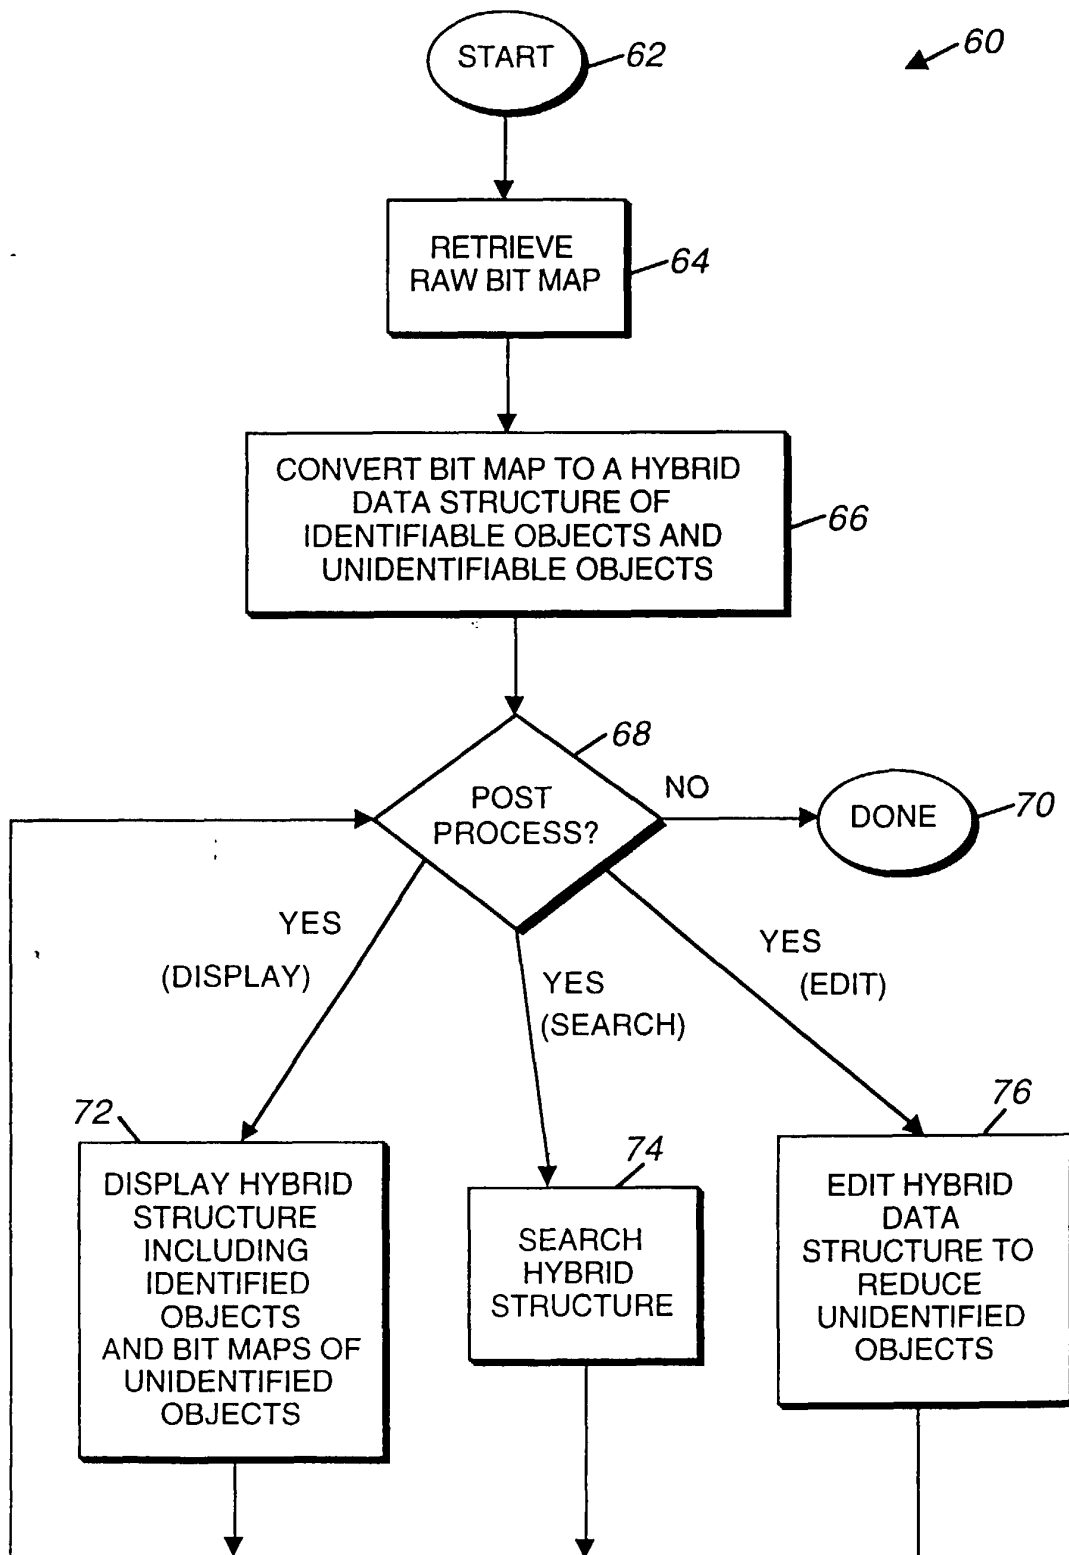 START
62
60
RETRIEVE
RAW BIT MAP
64
CONVERT BIT MAP TO A HYBRID
DATA STRUCTURE OF
IDENTIFIABLE OBJECTS AND
UNIDENTIFIABLE OBJECTS
66
68
POST
PROCESS?
NO
DONE
70
YES
(DISPLAY)
YES
(SEARCH)
YES
(EDIT)
72
DISPLAY HYBRID
STRUCTURE
INCLUDING
IDENTIFIED
OBJECTS
AND BIT MAPS OF
UNIDENTIFIED
OBJECTS
74
SEARCH
HYBRID
STRUCTURE
76
EDIT HYBRID
DATA
STRUCTURE TO
REDUCE
UNIDENTIFIED
OBJECTS